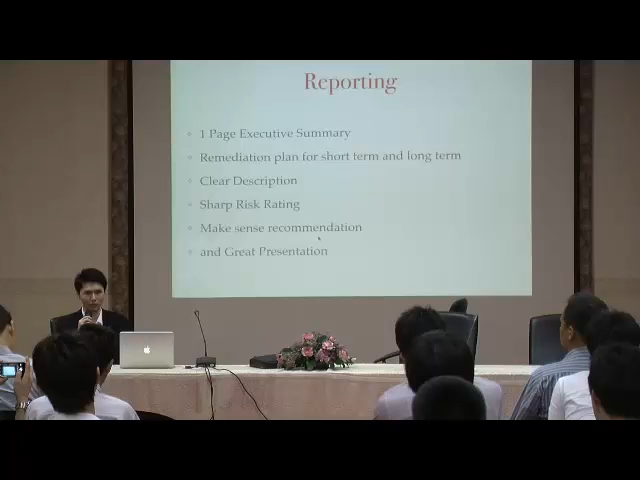 Reporting
1 Page Executive Summary
Remediation plan for short term and long term
Clear Description
Sharp Risk Rating
Make sense recommendation
and Great Presentation